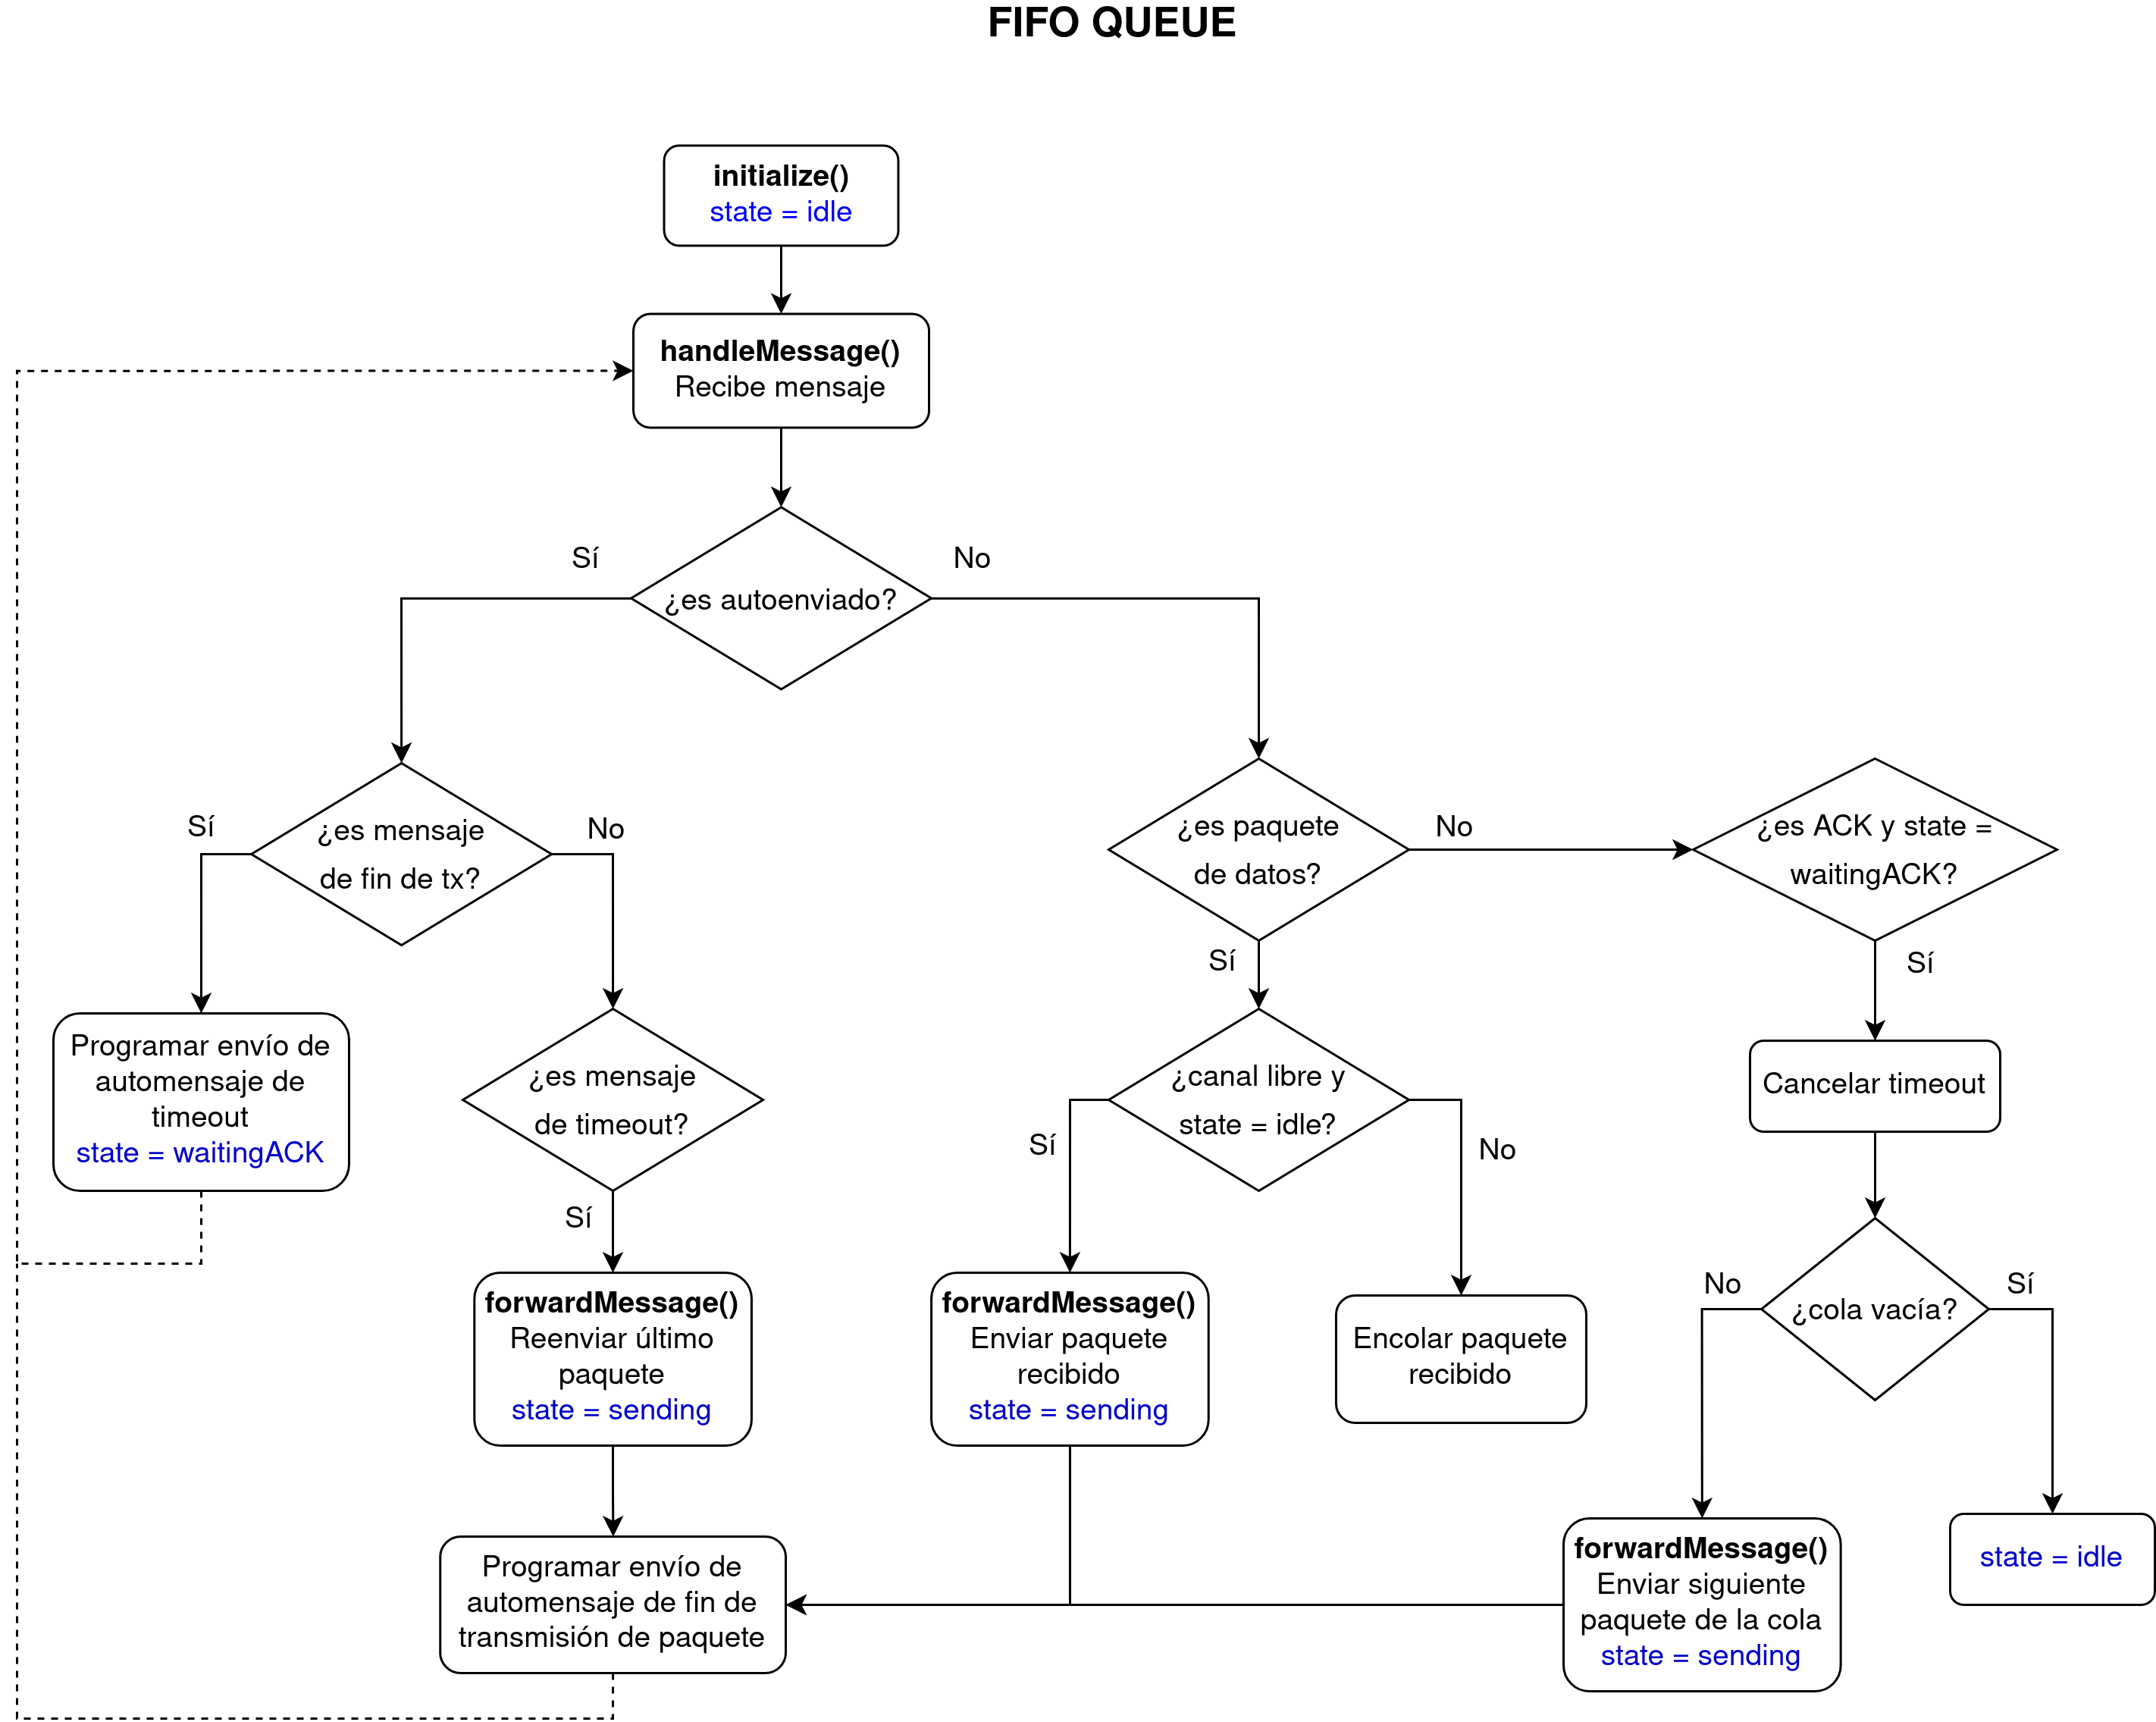 FIFO QUEUE
initialize()
state = idle
handleMessage()
Recibe mensaje
Sí
No
¿es autoenviado?
Sí
¿es mensaje
de fin de tx?
No
¿es paquete
de datos?
No
¿es ACK y state =
waitingACK?
Sí
Sí
Programar envío de
automensaje de
timeout
state = waitingACK
¿es mensaje
de timeout?
Sí
¿canal libre y
state = idle?
Sí
No
Cancelar timeout
forwardMessage()
Reenviar último
paquete
state = sending
forwardMessage()
Enviar paquete
recibido
state = sending
Encolar paquete
recibido
No
¿cola vacía?
Sí
Programar envío de
automensaje de fin de
transmisión de paquete
forwardMessage()
Enviar siguiente
paquete de la cola
state = sending
state = idle